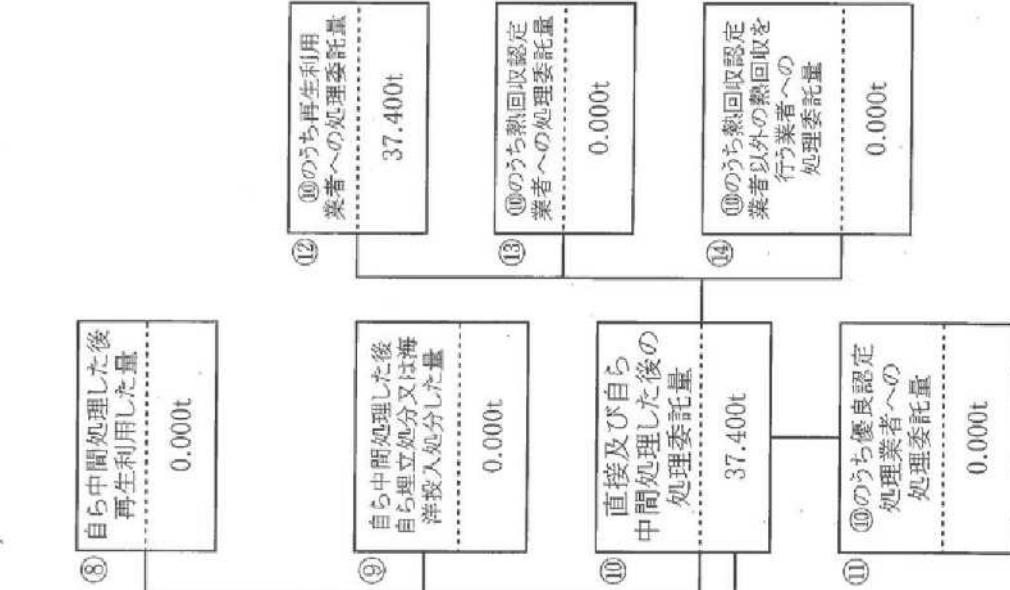 ⑧
自ら中間処理した後
再生利用した量
0.000t
⑨
自ら中間処理した後
自ら埋立処分又は海
洋投入処分した量
0.000t
⑩
直接及び自ら
中間処理した後の
処理委託量
37.400t
⑪
⑩のうち優良認定
処理業者への
処理委託量
0.000t
⑫
⑩のうち再生利用
業者への処理委託量
37.400t
⑬
⑩のうち熱回収認定
業者への処理委託量
0.000t
⑭
⑩のうち熱回収認定
業者以外の熱回収を
行う業者への
処理委託量
0.000t